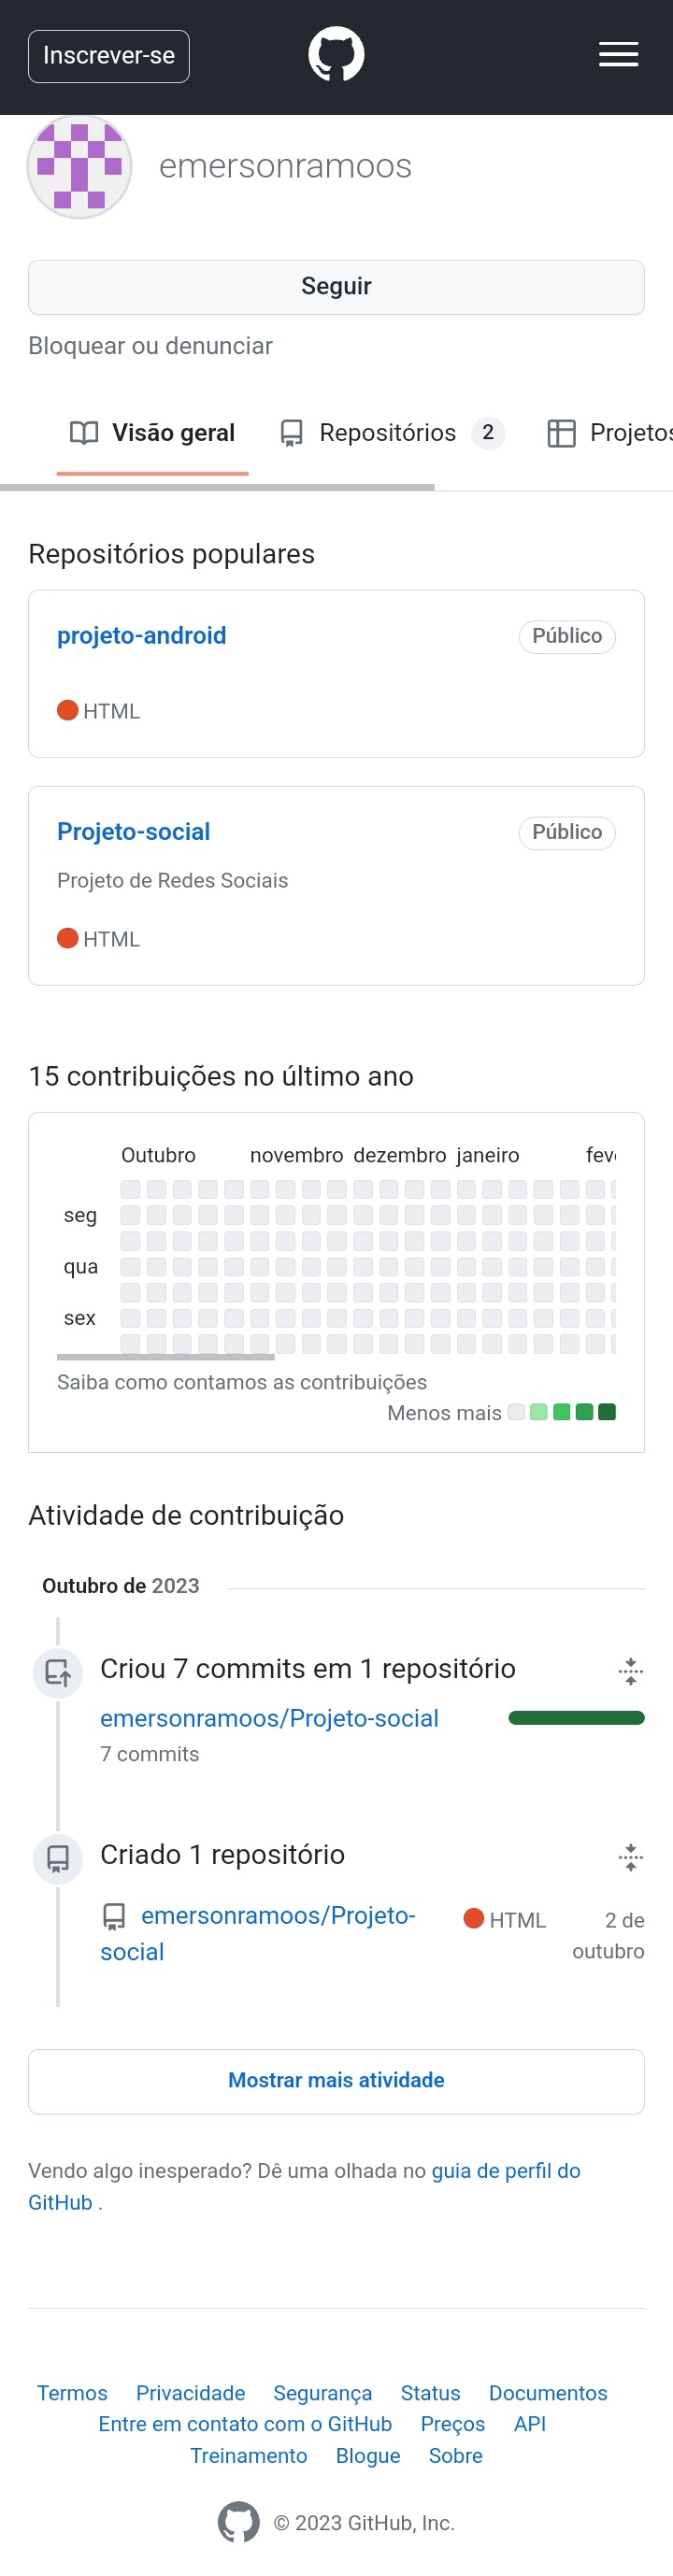 Inscrever-se
emersonramoos
Seguir
Bloquear ou denunciar
Visão geral Repositórios 2 Projetos
Repositórios populares
projeto-android Público
HTML
Projeto-social Público
Projeto de Redes Sociais
HTML
15 contribuições no último ano
Outubro novembro dezembro janeiro
seg
qua
sex
Saiba como contamos as contribuições
Menos mais
Atividade de contribuição
Outubro de 2023
Criou 7 commits em 1 repositório
emersonramoos/Projeto-social
7 commits
Criado 1 repositório
emersonramoos/Projeto- HTML 2 de
social outubro
Mostrar mais atividade
Vendo algo inesperado? Dê uma olhada no guia de perfil do
GitHub .
Termos Privacidade Segurança Status Documentos
Entre em contato com o GitHub Preços API
Treinamento Blogue Sobre
© 2023 GitHub, Inc.